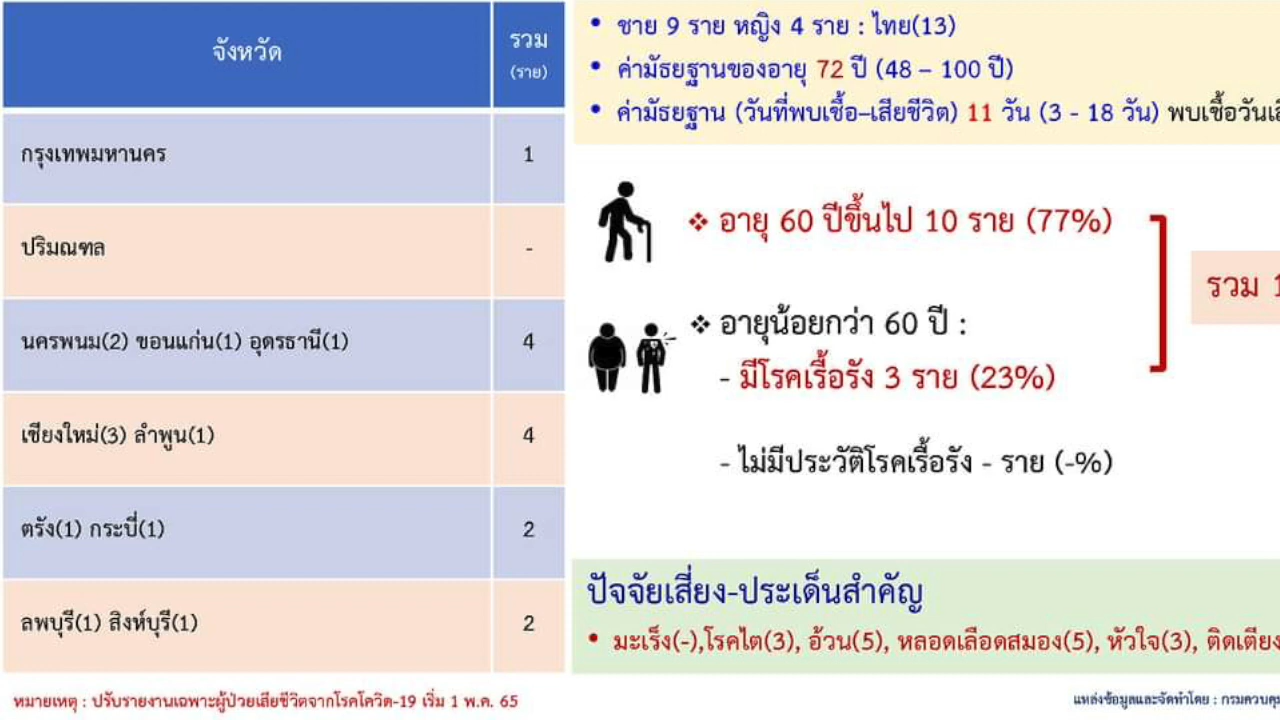 จังหวัด รวม
(ราย)
กรุงเทพมหานคร 1
ปริมณฑล -
นครพนม(2) ขอนแก่น(1) อุดรธานี(1) 4
เชียงใหม่(3) ลำพูน(1) 4
ตรัง(1) กระบี่(1) 2
ลพบุรี(1) สิงห์บุรี(1) 2
หมายเหตุ : ปรับรายงานเฉพาะผู้ป่วยเสียชีวิตจากโรคโควิด-19 เริ่ม 1 พ.ค. 65
• ชาย 9 ราย หญิง 4 ราย : ไทย(13)
• ค่ามัธยฐานของอายุ 72 ปี (48 – 100 ปี)
• ค่ามัธยฐาน (วันที่พบเชื้อ–เสียชีวิต) 11 วัน (3 - 18 วัน) พบเชื้อวัน
❖ อายุ 60 ปีขึ้นไป 10 ราย (77%)
❖ อายุน้อยกว่า 60 ปี :
- มีโรคเรื้อรัง 3 ราย (23%)
- ไม่มีประวัติโรคเรื้อรัง - ราย (-%)
รวม 1
ปัจจัยเสี่ยง-ประเด็นสำคัญ
• มะเร็ง(-),โรคไต(3), อ้วน(5), หลอดเลือดสมอง(5), หัวใจ(3), ติดเตียง
แหล่งข้อมูลและจัดทำโดย : กรมควบคุม